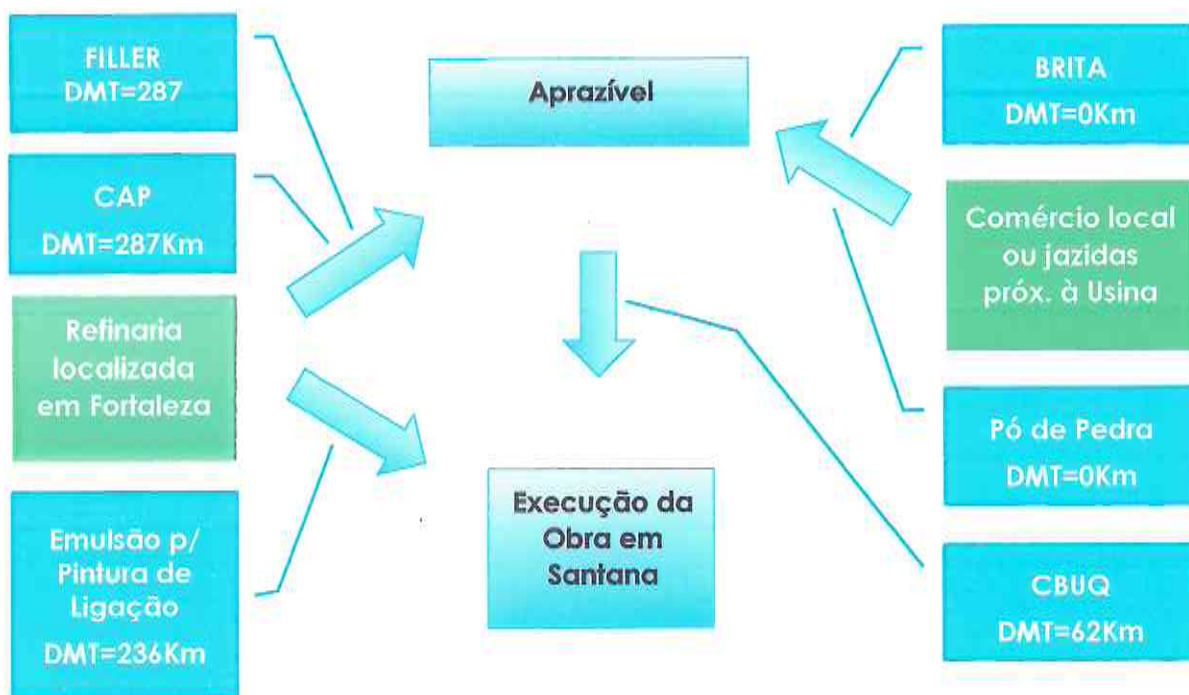 FILLER
DMT=287
CAP
DMT=287Km
Refinaria
localizada
em Fortaleza
Emulsão p/
Pintura de
Ligação
DMT=236Km
Aprazível
Execução da
Obra em
Santana
BRITA
DMT=0Km
Comércio local
ou jazidas
próx. à Usina
Pó de Pedra
DMT=0Km
CBUQ
DMT=62Km